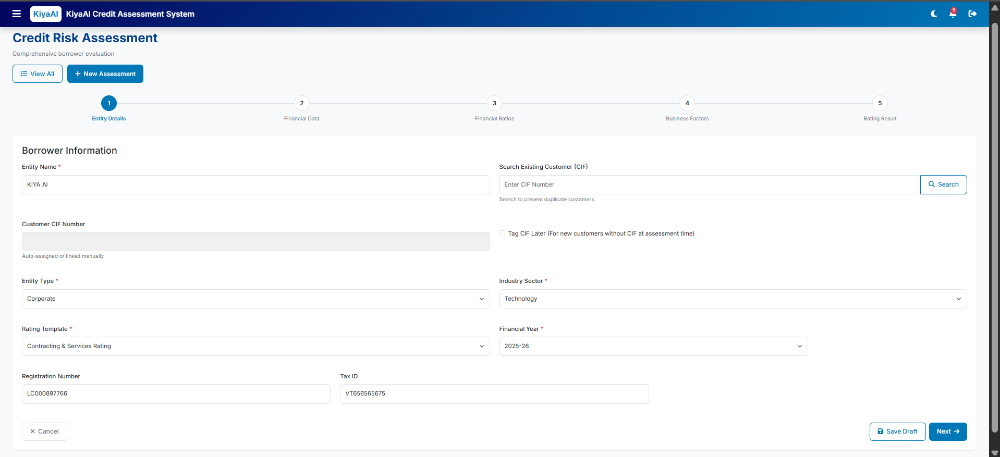 KiyaAI KiyaAI Credit Assessment System 5
Credit Risk Assessment
Comprehensive borrower evaluation
View All + New Assessment
1 2 3 4 5
Entity Details Financial Data Financial Ratios Business Factors Rating Result
Borrower Information
Entity Name * Search Existing Customer (CIF)
KIYA AI Enter CIF Number Search
Search to prevent duplicate customers
Customer CIF Number
Tag CIF Later (For new customers without CIF at assessment time)
Auto-assigned or linked manually
Entity Type * Industry Sector *
Corporate Technology
Rating Template * Financial Year *
Contracting & Services Rating 2025-26
Registration Number Tax ID
LC000897766 VT656565675
Cancel Save Draft Next